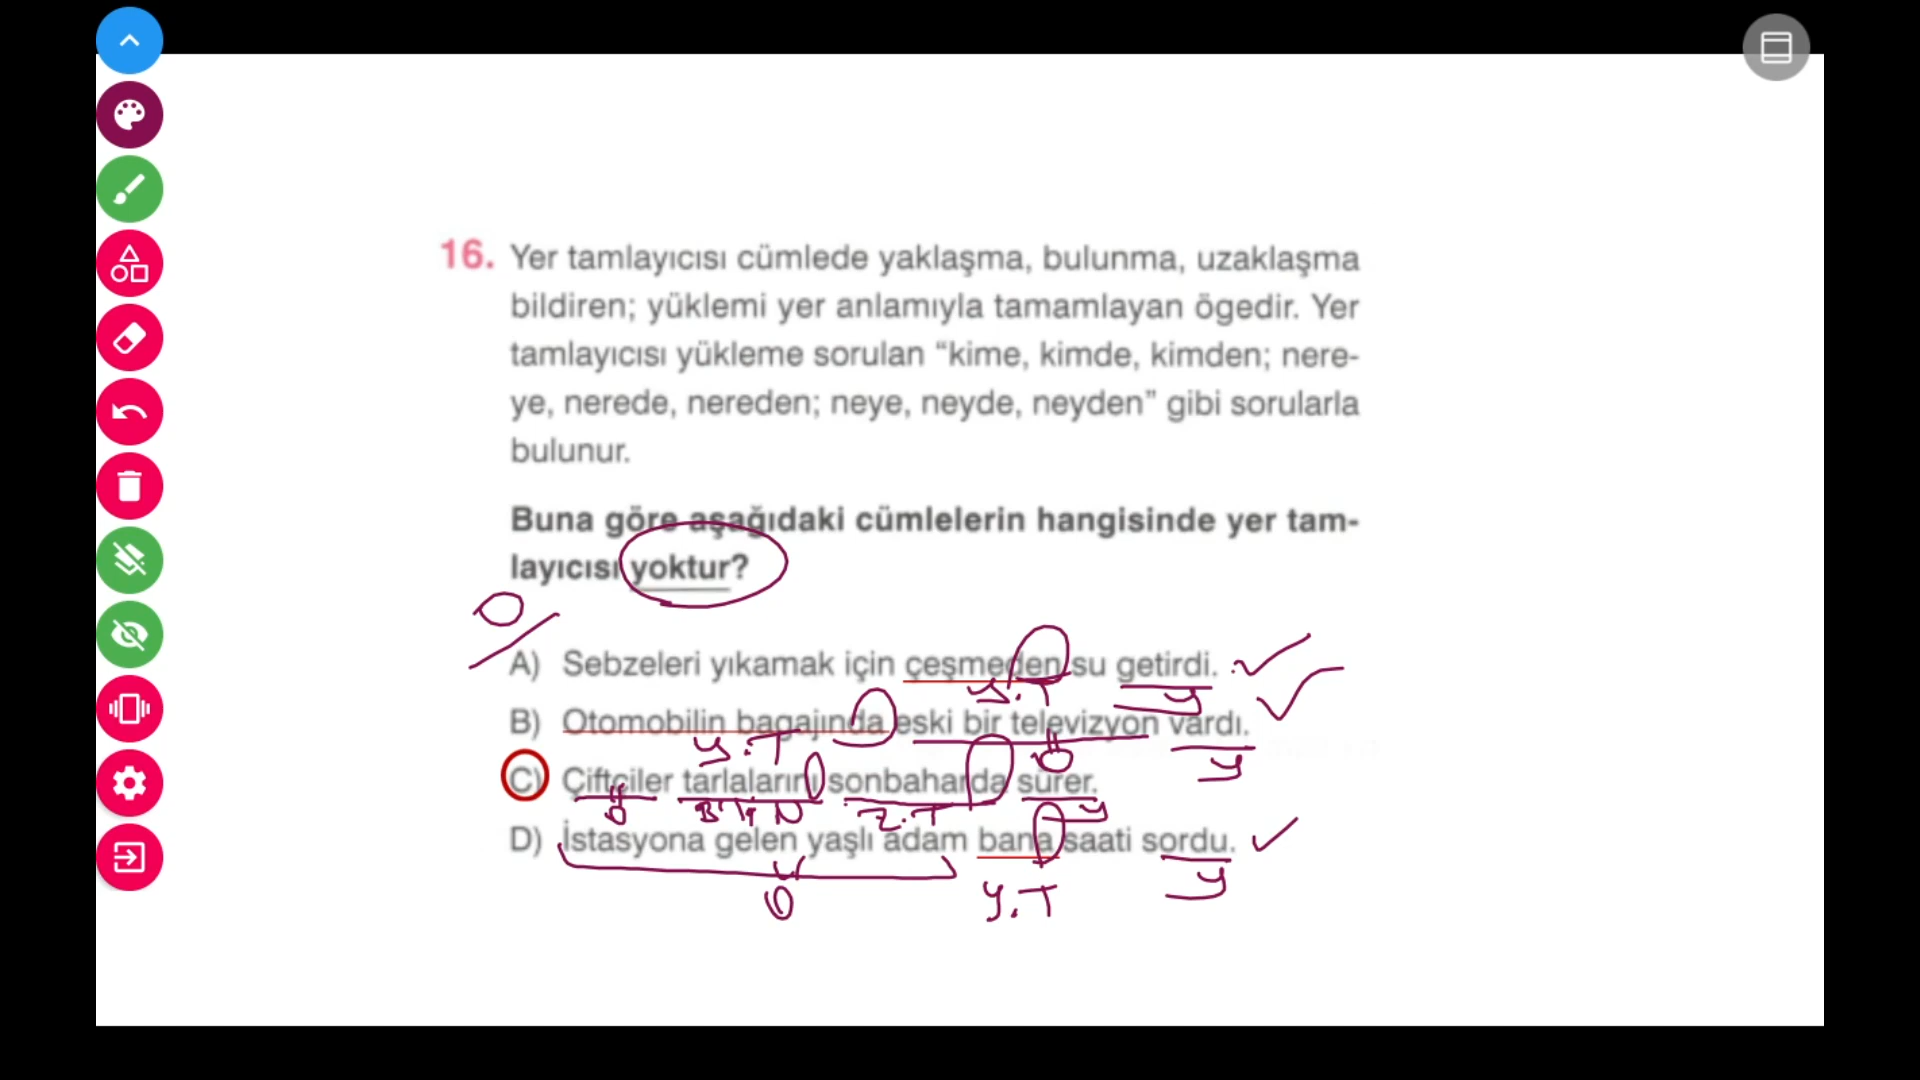 16. Yer tamlayıcısı cümlede yaklaşma, bulunma, uzaklaşma
bildiren; yüklemi yer anlamıyla tamamlayan ögedir. Yer
tamlayıcısı yükleme sorulan “kime, kimde, kimden; nere-
ye, nerede, nereden; neye, neyde, neyden” gibi sorularla
bulunur.
Buna göre aşağıdaki cümlelerin hangisinde yer tam-
layıcısı yoktur?
A) Sebzeleri yıkamak için çeşmeden su getirdi.
y.T y
B) Otomobilin bagajında eski bir televizyon vardı.
y.T Ö y
C) Çiftçiler tarlalarını sonbaharda sürer.
Ö B'li N Z.T y
D) İstasyona gelen yaşlı adam bana saati sordu.
Ö y.T y